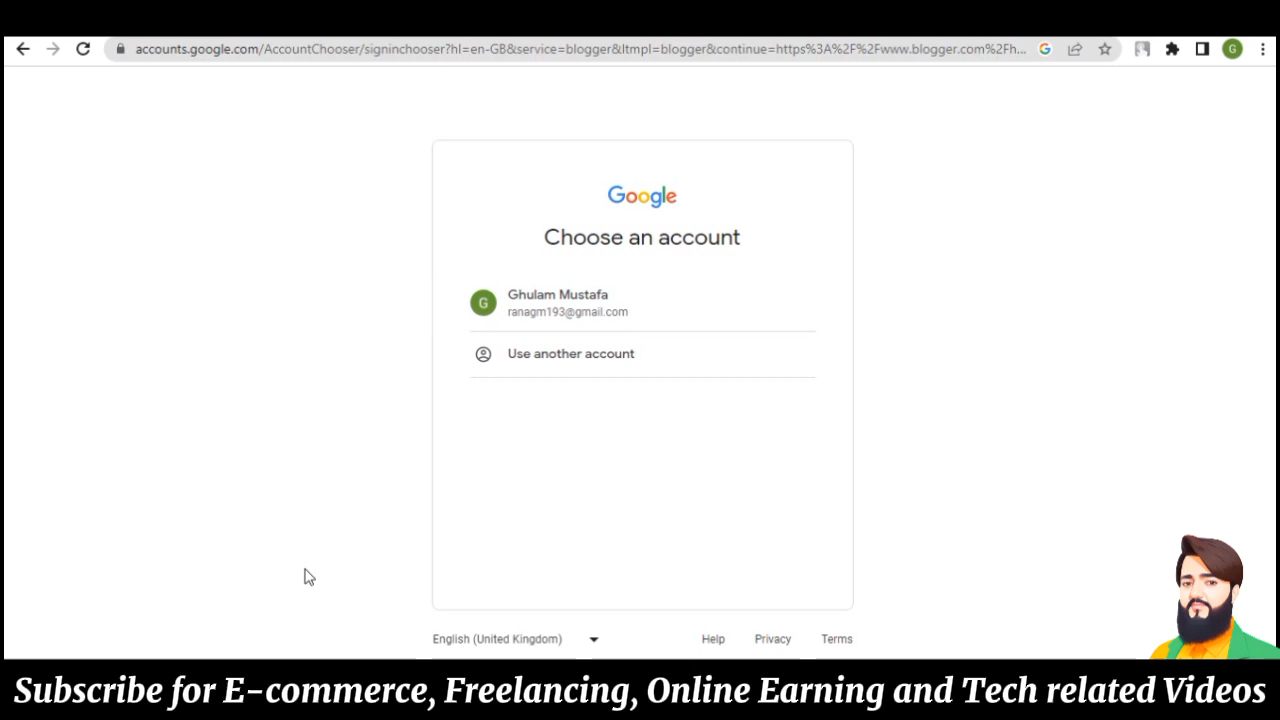 accounts.google.com/AccountChooser/signinchooser?hl=en-GB&service=blogger&ltmpl=blogger&continue=https%3A%2F%2Fwww.blogger.com%2Fh...
G
G
Google
Choose an account
G
Ghulam Mustafa
ranagm193@gmail.com
Use another account
English (United Kingdom)
Help Privacy Terms
Subscribe for E-commerce, Freelancing, Online Earning and Tech related Videos